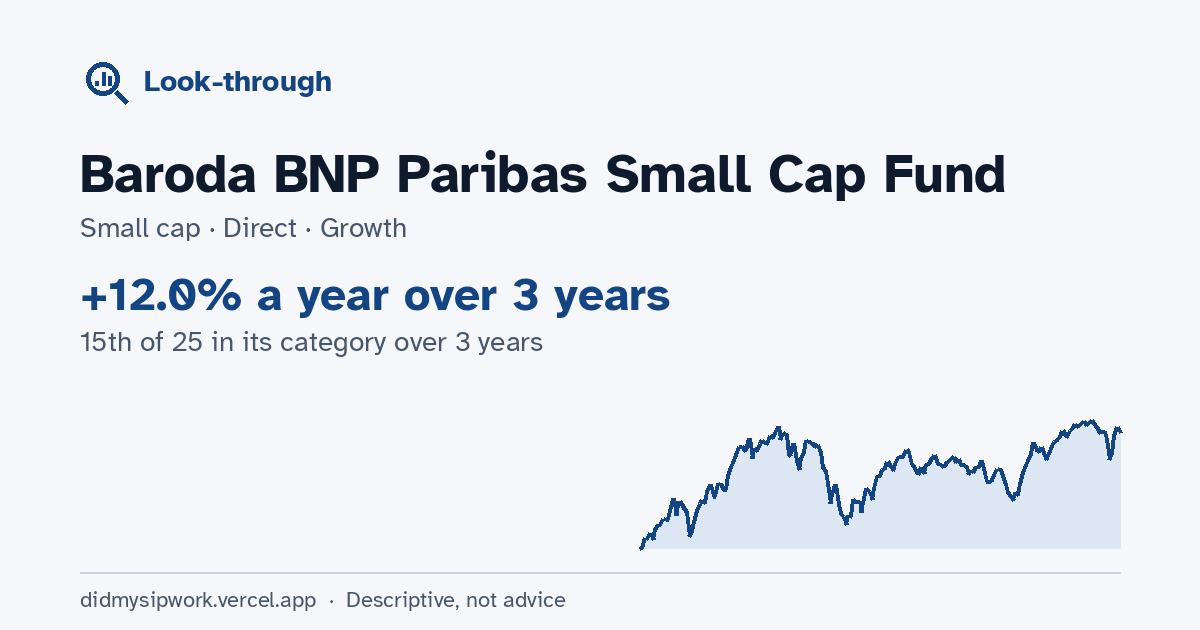 Look-through
Baroda BNP Paribas Small Cap Fund
Small cap · Direct · Growth
+12.0% a year over 3 years
15th of 25 in its category over 3 years
didmysipwork.vercel.app · Descriptive, not advice